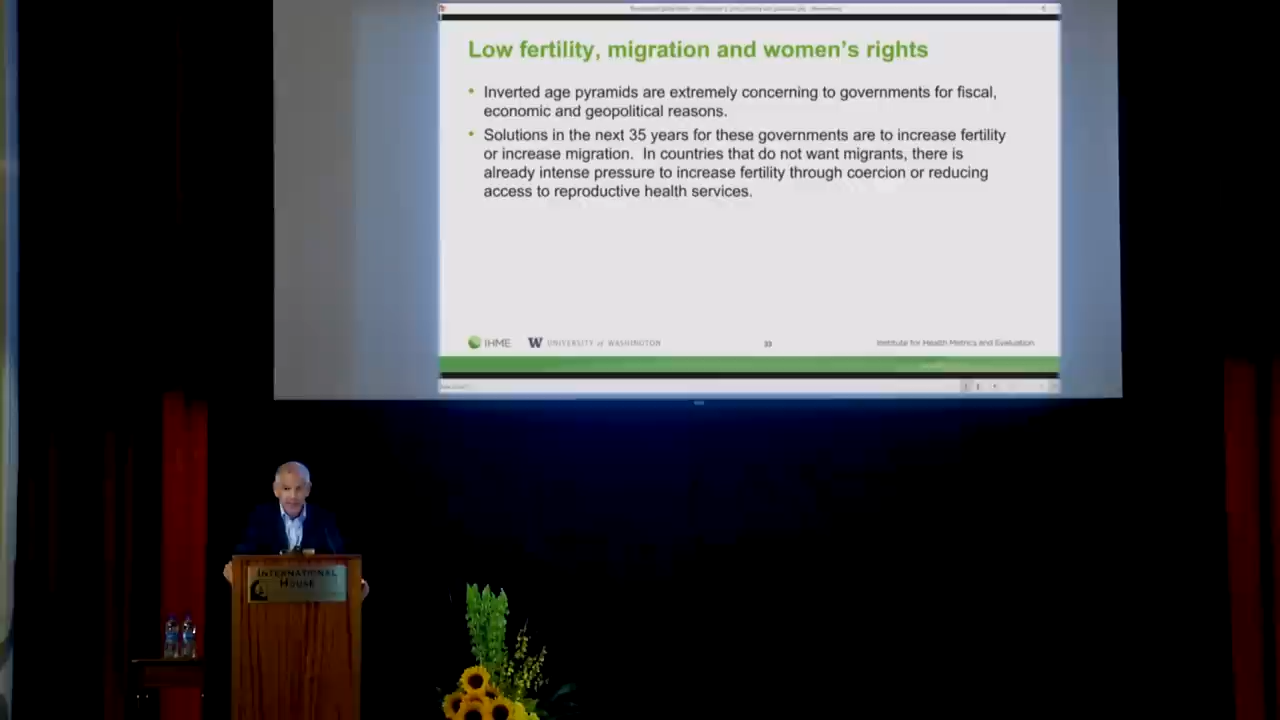 Low fertility, migration and women's rights
• Inverted age pyramids are extremely concerning to governments for fiscal,
economic and geopolitical reasons.
• Solutions in the next 35 years for these governments are to increase fertility
or increase migration. In countries that do not want migrants, there is
already intense pressure to increase fertility through coercion or reducing
access to reproductive health services.
IHME W UNIVERSITY of WASHINGTON 33 Institute for Health Metrics and Evaluation
INTERNATIONAL
HOUSE